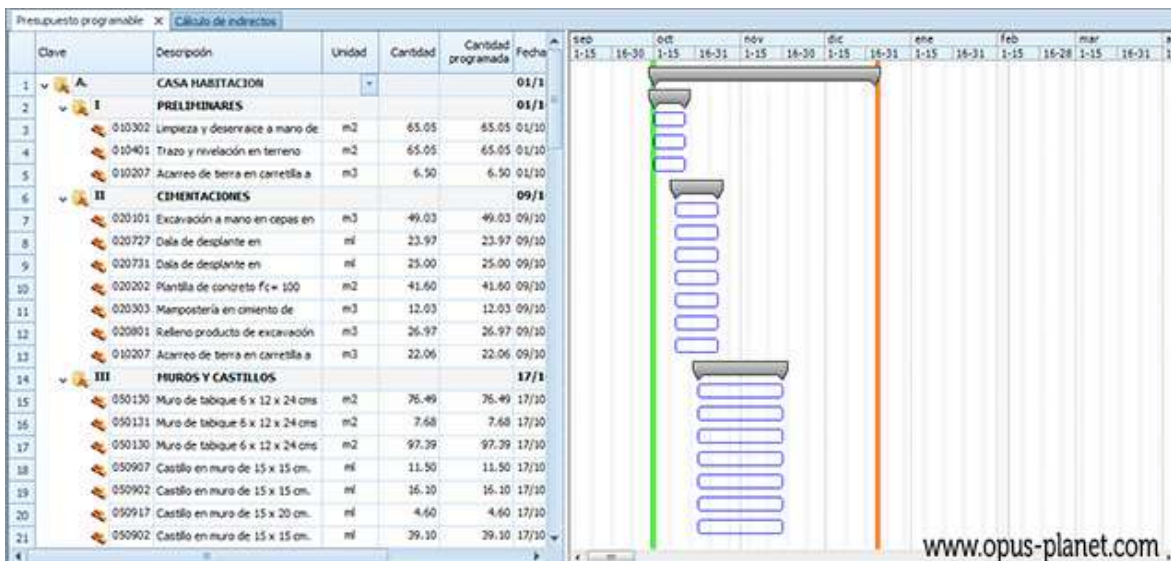 Presupuesto programable x Cálculo de indirectos
Clave Descripción Unidad Cantidad Cantidad programada Fecha
sep oct nov dic ene feb mar
1-15 16-30 1-15 16-31 1-15 16-30 1-15 16-31 1-15 16-31 1-15 16-28 1-15 16-31
1 A. CASA HABITACION 01/1
2 I PRELIMINARES 01/1
3 010302 Limpieza y desenraice a mano de m2 65.05 65.05 01/10
4 010401 Trazo y nivelación en terreno m2 65.05 65.05 01/10
5 010207 Acarreo de tierra en carretilla a m3 6.50 6.50 01/10
6 II CIMENTACIONES 09/1
7 020101 Excavación a mano en cepas en m3 49.03 49.03 09/10
8 020727 Dala de desplante en ml 23.97 23.97 09/10
9 020731 Dala de desplante en ml 25.00 25.00 09/10
10 020202 Plantilla de concreto f'c= 100 m2 41.60 41.60 09/10
11 020303 Mampostería en cimiento de m3 12.03 12.03 09/10
12 020801 Relleno producto de excavación m3 26.97 26.97 09/10
13 010207 Acarreo de tierra en carretilla a m3 22.06 22.06 09/10
14 III MUROS Y CASTILLOS 17/1
15 050130 Muro de tabique 6 x 12 x 24 cms m2 76.49 76.49 17/10
16 050131 Muro de tabique 6 x 12 x 24 cms m2 7.68 7.68 17/10
17 050130 Muro de tabique 6 x 12 x 24 cms m2 97.39 97.39 17/10
18 050907 Castillo en muro de 15 x 15 cm. ml 11.50 11.50 17/10
19 050902 Castillo en muro de 15 x 15 cm. ml 16.10 16.10 17/10
20 050917 Castillo en muro de 15 x 20 cm. ml 4.60 4.60 17/10
21 050902 Castillo en muro de 15 x 15 cm. ml 39.10 39.10 17/10
www.opus-planet.com